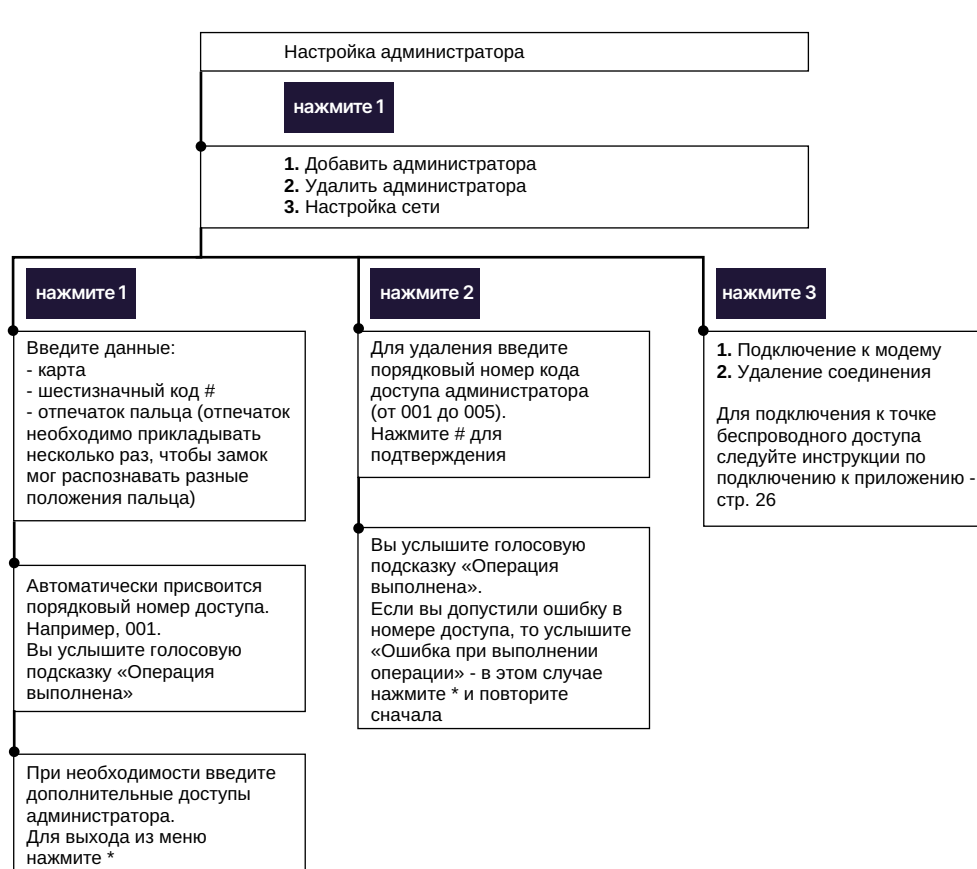 Настройка администратора
нажмите 1
1. Добавить администратора
2. Удалить администратора
3. Настройка сети
нажмите 1
Введите данные:
- карта
- шестизначный код #
- отпечаток пальца (отпечаток
необходимо прикладывать
несколько раз, чтобы замок
мог распознавать разные
положения пальца)
Автоматически присвоится
порядковый номер доступа.
Например, 001.
Вы услышите голосовую
подсказку «Операция
выполнена»
При необходимости введите
дополнительные доступы
администратора.
Для выхода из меню
нажмите *
нажмите 2
Для удаления введите
порядковый номер кода
доступа администратора
(от 001 до 005).
Нажмите # для
подтверждения
Вы услышите голосовую
подсказку «Операция
выполнена».
Если вы допустили ошибку в
номере доступа, то услышите
«Ошибка при выполнении
операции» - в этом случае
нажмите * и повторите
сначала
нажмите 3
1. Подключение к модему
2. Удаление соединения
Для подключения к точке
беспроводного доступа
следуйте инструкции по
подключению к приложению -
стр. 26